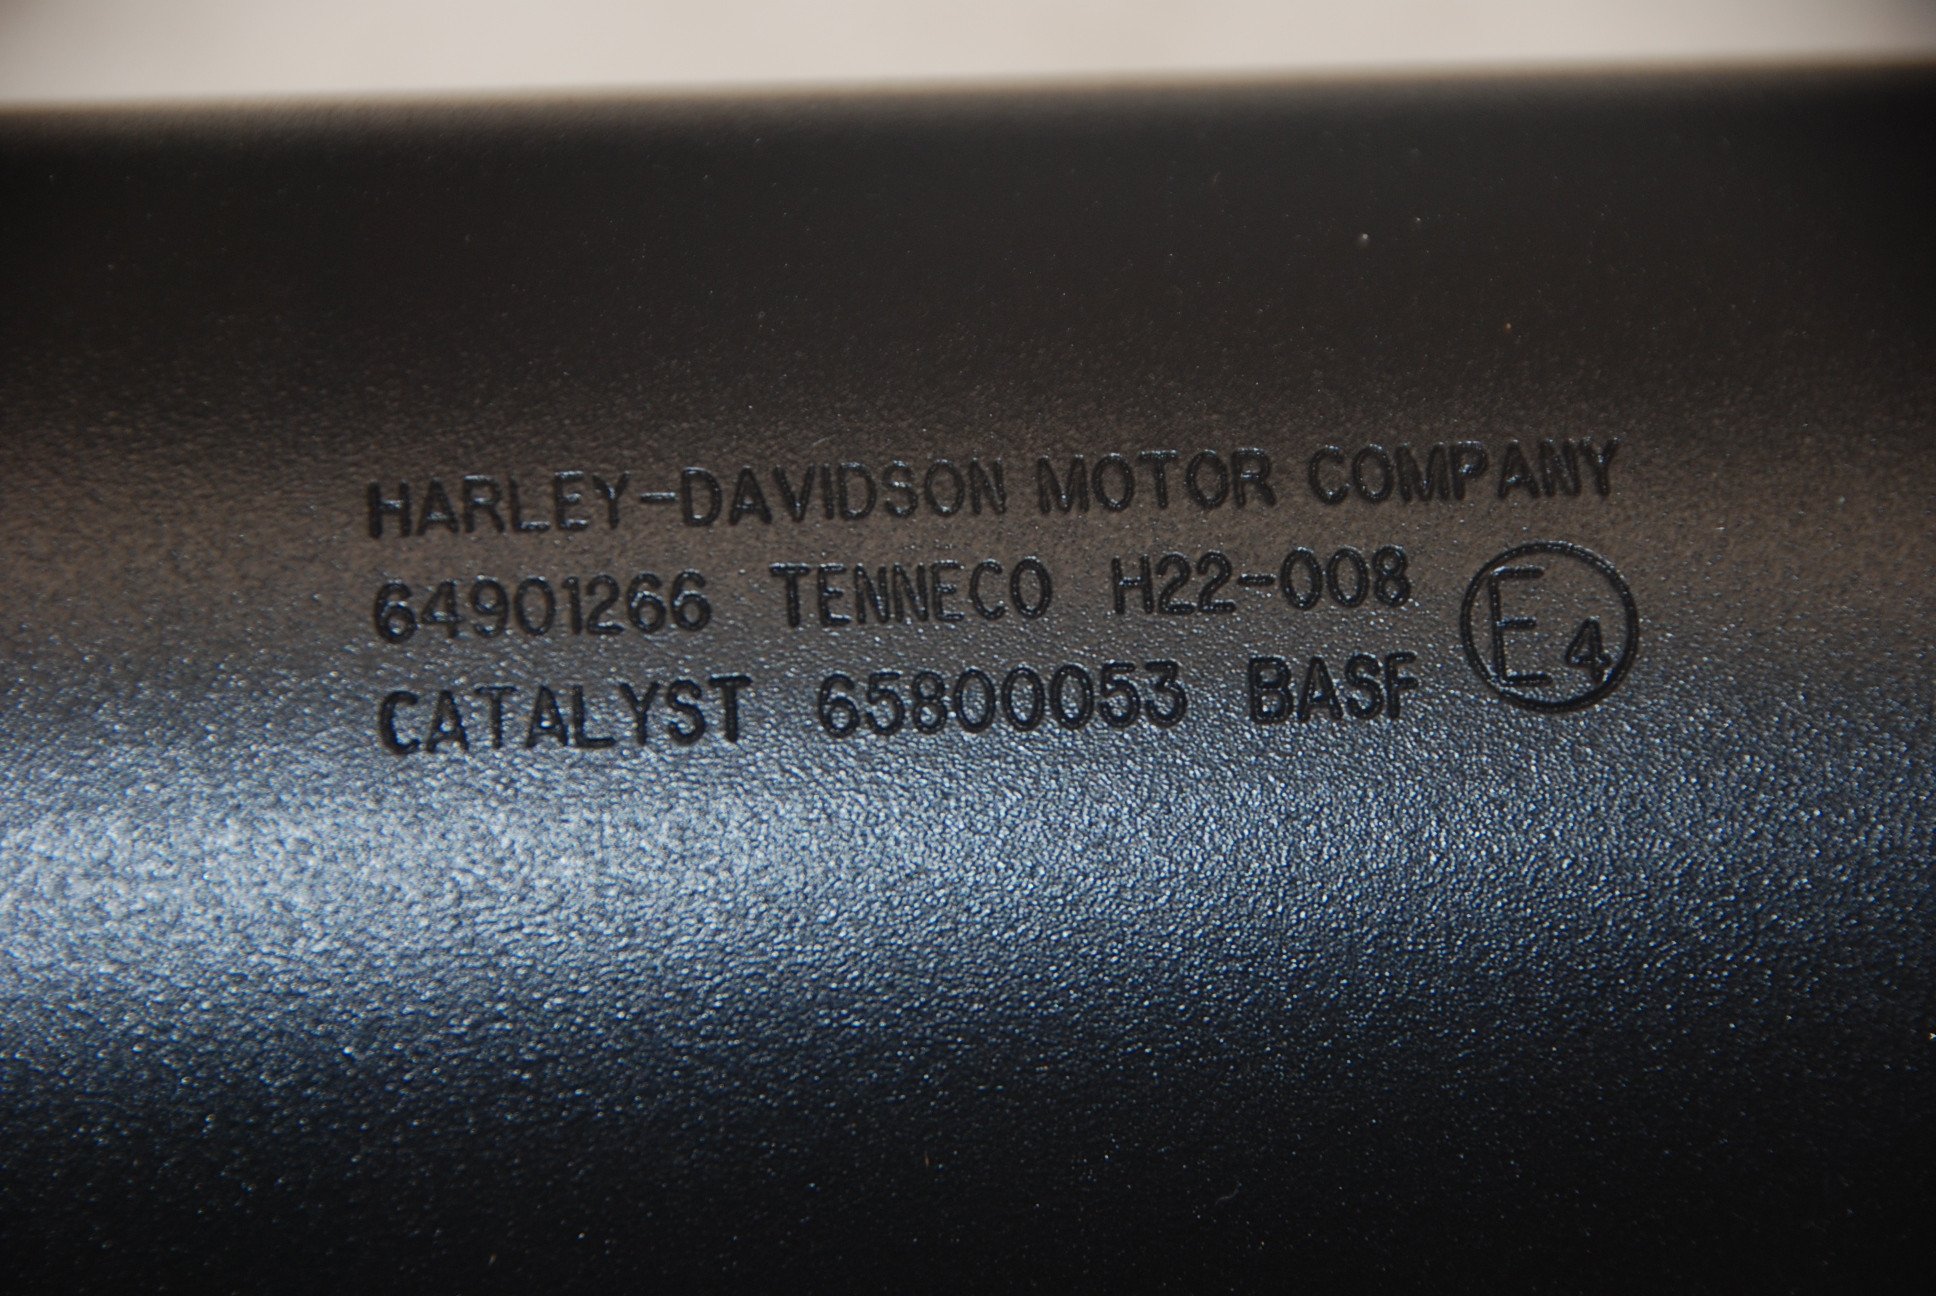 HARLEY-DAVIDSON MOTOR COMPANY
64901266 TENNECO H22-008
CATALYST 65800053 BASF
E4